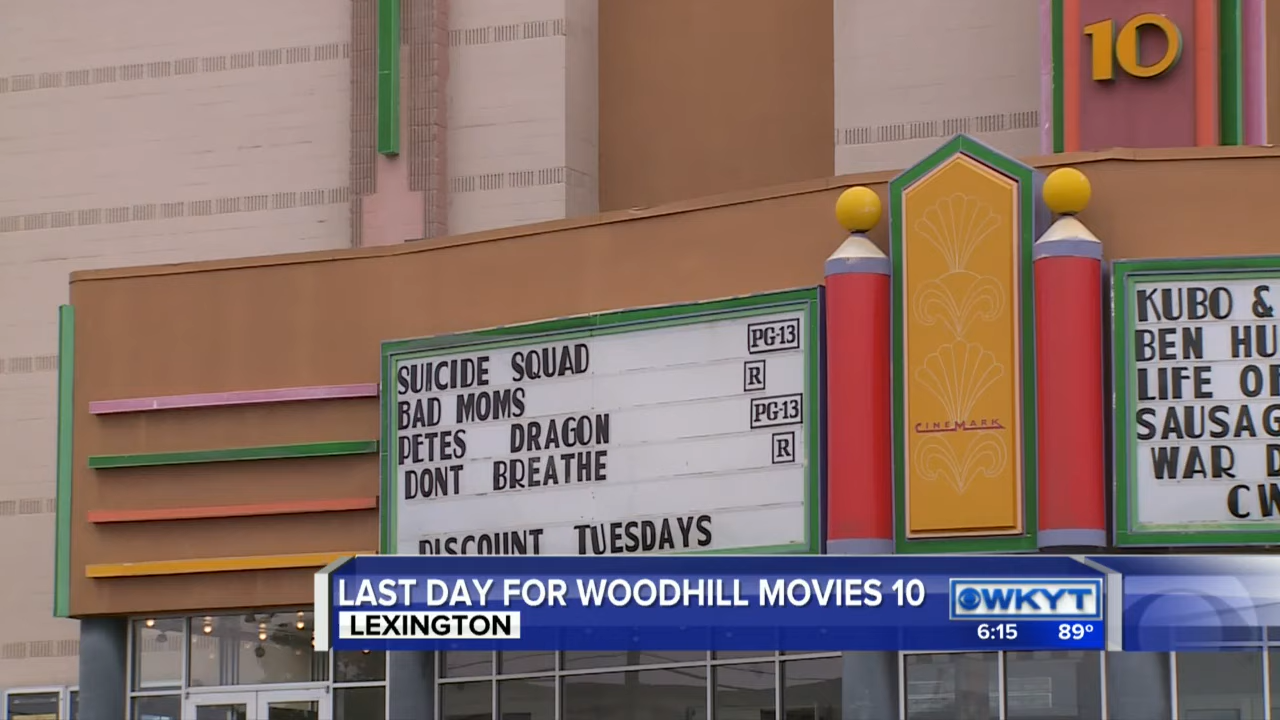 10
SUICIDE SQUAD PG-13
BAD MOMS R
PETES DRAGON PG-13
DONT BREATHE R
DISCOUNT TUESDAYS
CINEMARK
KUBO &
BEN HU
LIFE OF
SAUSAG
WAR D
CW
LAST DAY FOR WOODHILL MOVIES 10
LEXINGTON
WKYT
6:15 89°